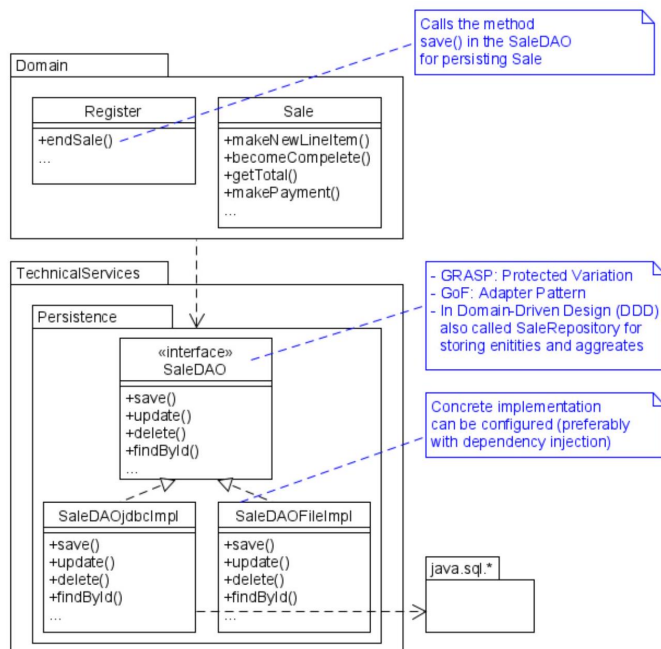 Calls the method
save() in the SaleDAO
for persisting Sale
Domain
Register
+endSale()
...
Sale
+makeNewLineItem()
+becomeCompelete()
+getTotal()
+makePayment()
...
TechnicalServices
- GRASP: Protected Variation
- GoF: Adapter Pattern
- In Domain-Driven Design (DDD)
also called SaleRepository for
storing enitities and aggreates
Persistence
«interface»
SaleDAO
+save()
+update()
+delete()
+findById()
...
Concrete implementation
can be configured (preferably
with dependency injection)
SaleDAOjdbcImpl
+save()
+update()
+delete()
+findById()
...
SaleDAOFileImpl
+save()
+update()
+delete()
+findById()
...
java.sql.*